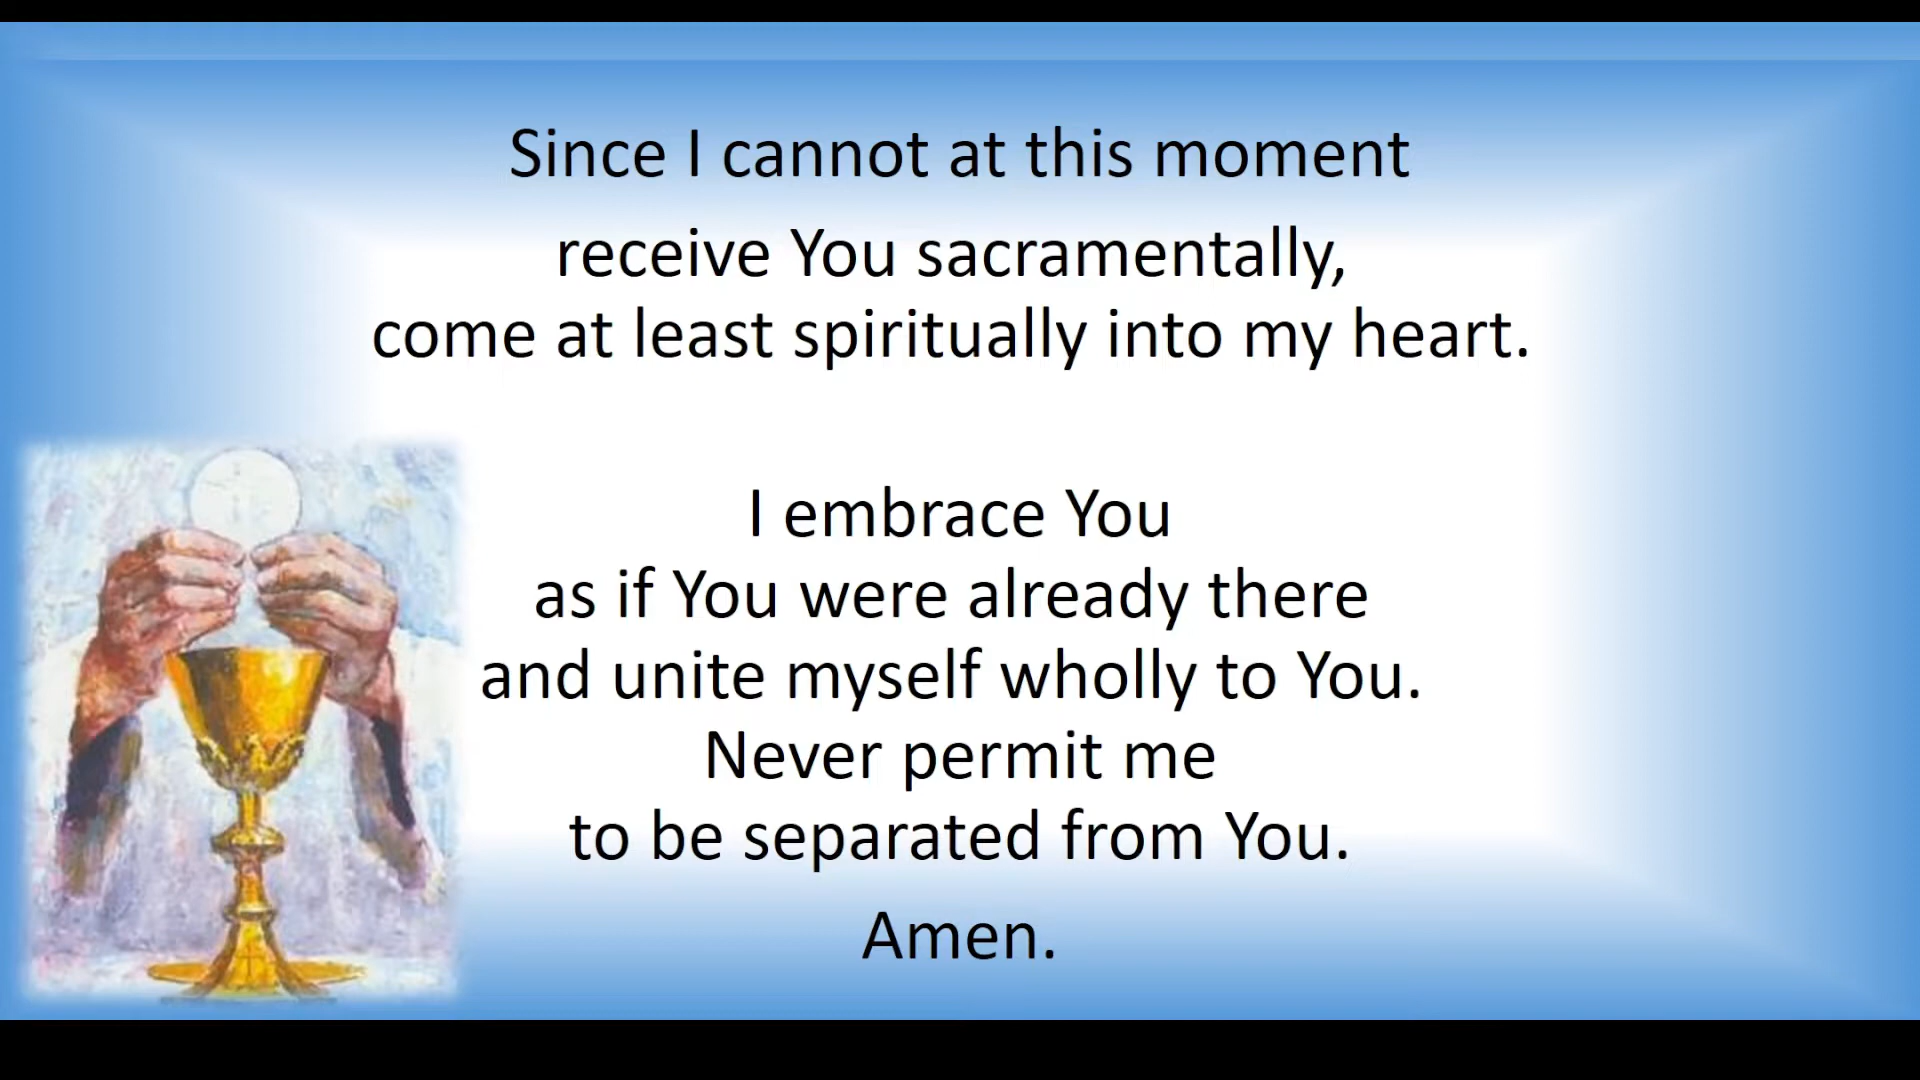 Since I cannot at this moment
receive You sacramentally,
come at least spiritually into my heart.
I embrace You
as if You were already there
and unite myself wholly to You.
Never permit me
to be separated from You.
Amen.